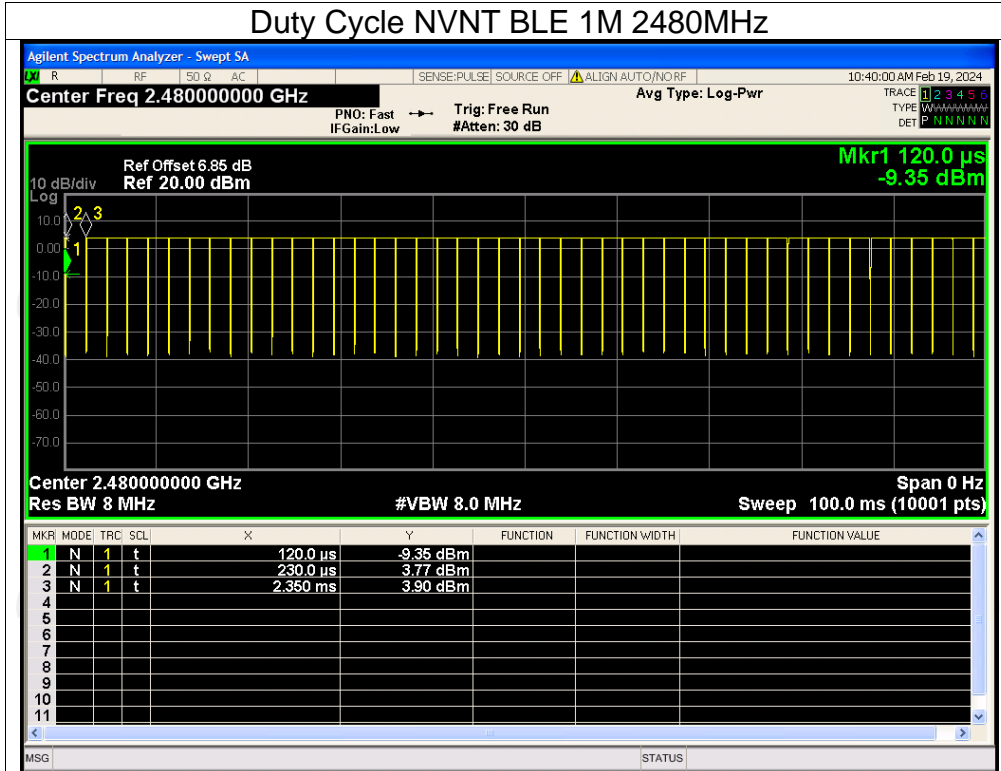 Duty Cycle NVNT BLE 1M 2480MHz
Agilent Spectrum Analyzer - Swept SA
LXI R RF 50 Ω AC SENSE:PULSE SOURCE OFF ALIGN AUTO/NO RF 10:40:00 AM Feb 19, 2024
Center Freq 2.480000000 GHz Avg Type: Log-Pwr TRACE 1 2 3 4 5 6
PNO: Fast Trig: Free Run TYPE WWWWWWW
IFGain:Low #Atten: 30 dB DET P N N N N N
Mkr1 120.0 µs
Ref Offset 6.85 dB
10 dB/div Ref 20.00 dBm -9.35 dBm
Log
10.0
2 3
0.00
1
-10.0
-20.0
-30.0
-40.0
-50.0
-60.0
-70.0
Center 2.480000000 GHz Span 0 Hz
Res BW 8 MHz #VBW 8.0 MHz Sweep 100.0 ms (10001 pts)
MKR MODE TRC SCL X Y FUNCTION FUNCTION WIDTH FUNCTION VALUE
1 N 1 t 120.0 µs -9.35 dBm
2 N 1 t 230.0 µs 3.77 dBm
3 N 1 t 2.350 ms 3.90 dBm
4
5
6
7
8
9
10
11
MSG STATUS